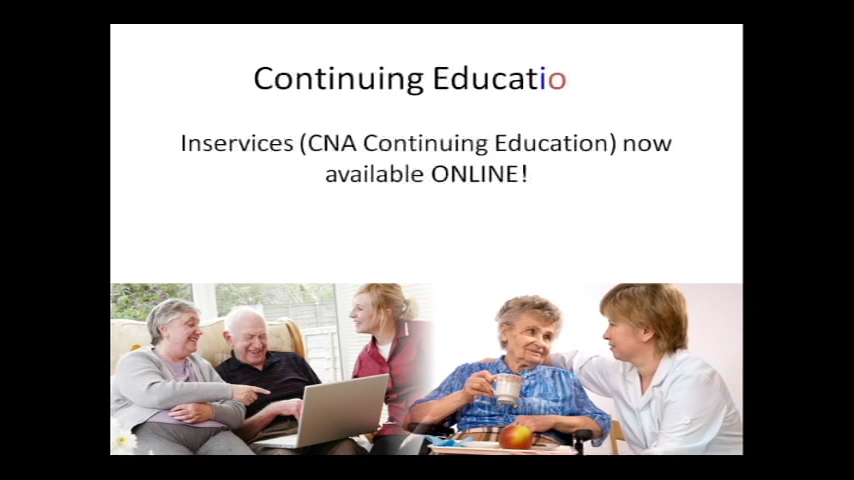 Continuing Educatio
Inservices (CNA Continuing Education) now
available ONLINE!